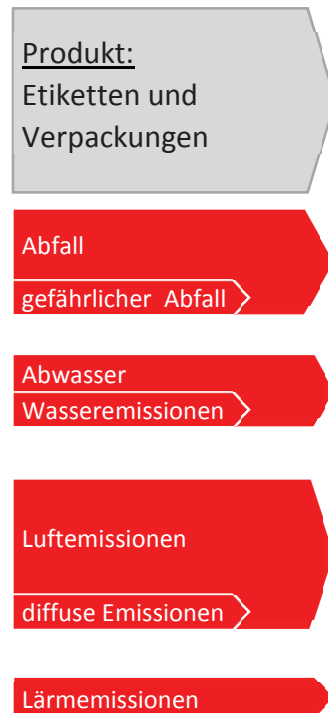 Produkt:
Etiketten und
Verpackungen
Abfall
gefährlicher Abfall
Abwasser
Wasseremissionen
Luftemissionen
diffuse Emissionen
Lärmemissionen